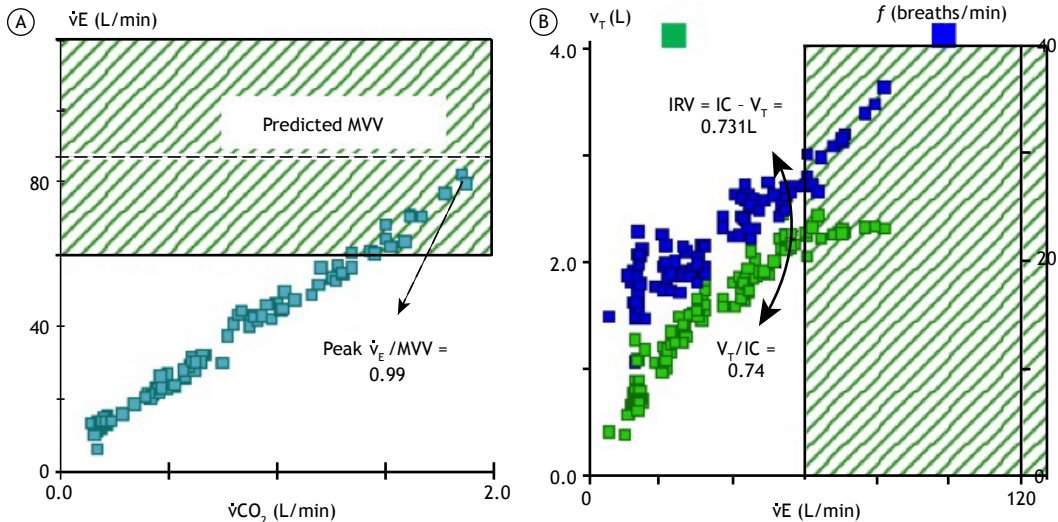 A
V̇E (L/min)
Predicted MVV
80
40
0
Peak V̇E/MVV =
0.99
0.0
2.0
V̇CO₂ (L/min)
B
VT (L)
f (breaths/min)
4.0
40
IRV = IC - VT =
0.731L
2.0
20
VT/IC =
0.74
0.0
0
0
120
V̇E (L/min)